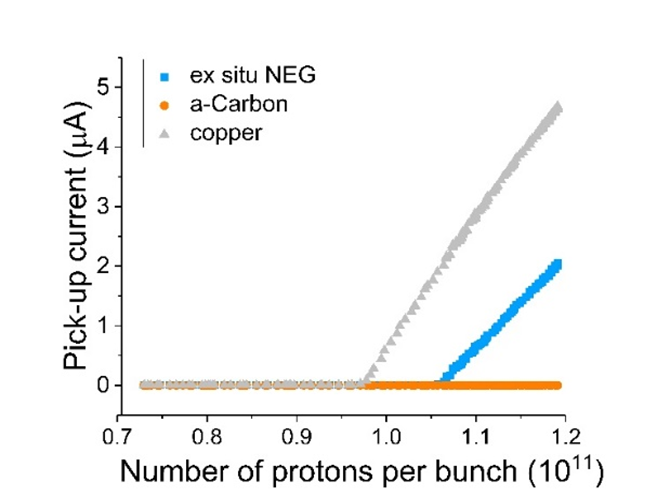 ex situ NEG
a-Carbon
copper
Pick-up current (μA)
5
4
3
2
1
0
0.7 0.8 0.9 1.0 1.1 1.2
Number of protons per bunch (10¹¹)